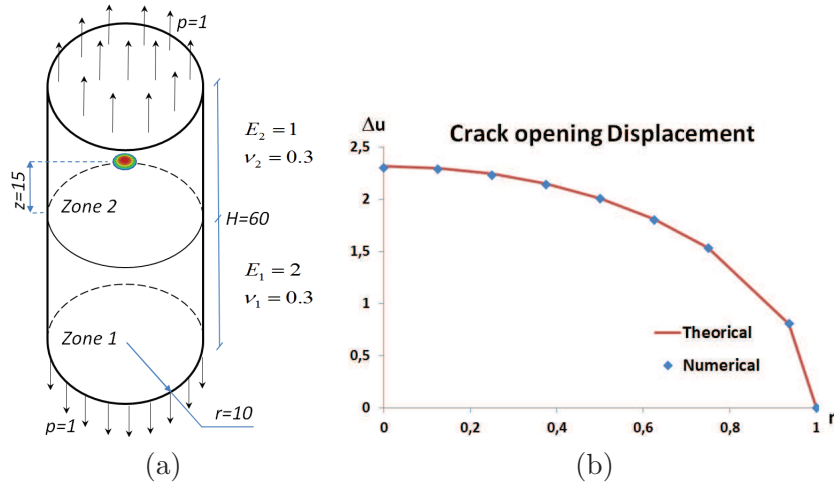 p=1
E₂=1
ν₂=0.3
z=15
Zone 2
H=60
E₁=2
ν₁=0.3
Zone 1
r=10
p=1
(a)
Crack opening Displacement
Δu
2,5
2
1,5
1
0,5
0
Theorical
Numerical
0 0,2 0,4 0,6 0,8 1
r
(b)